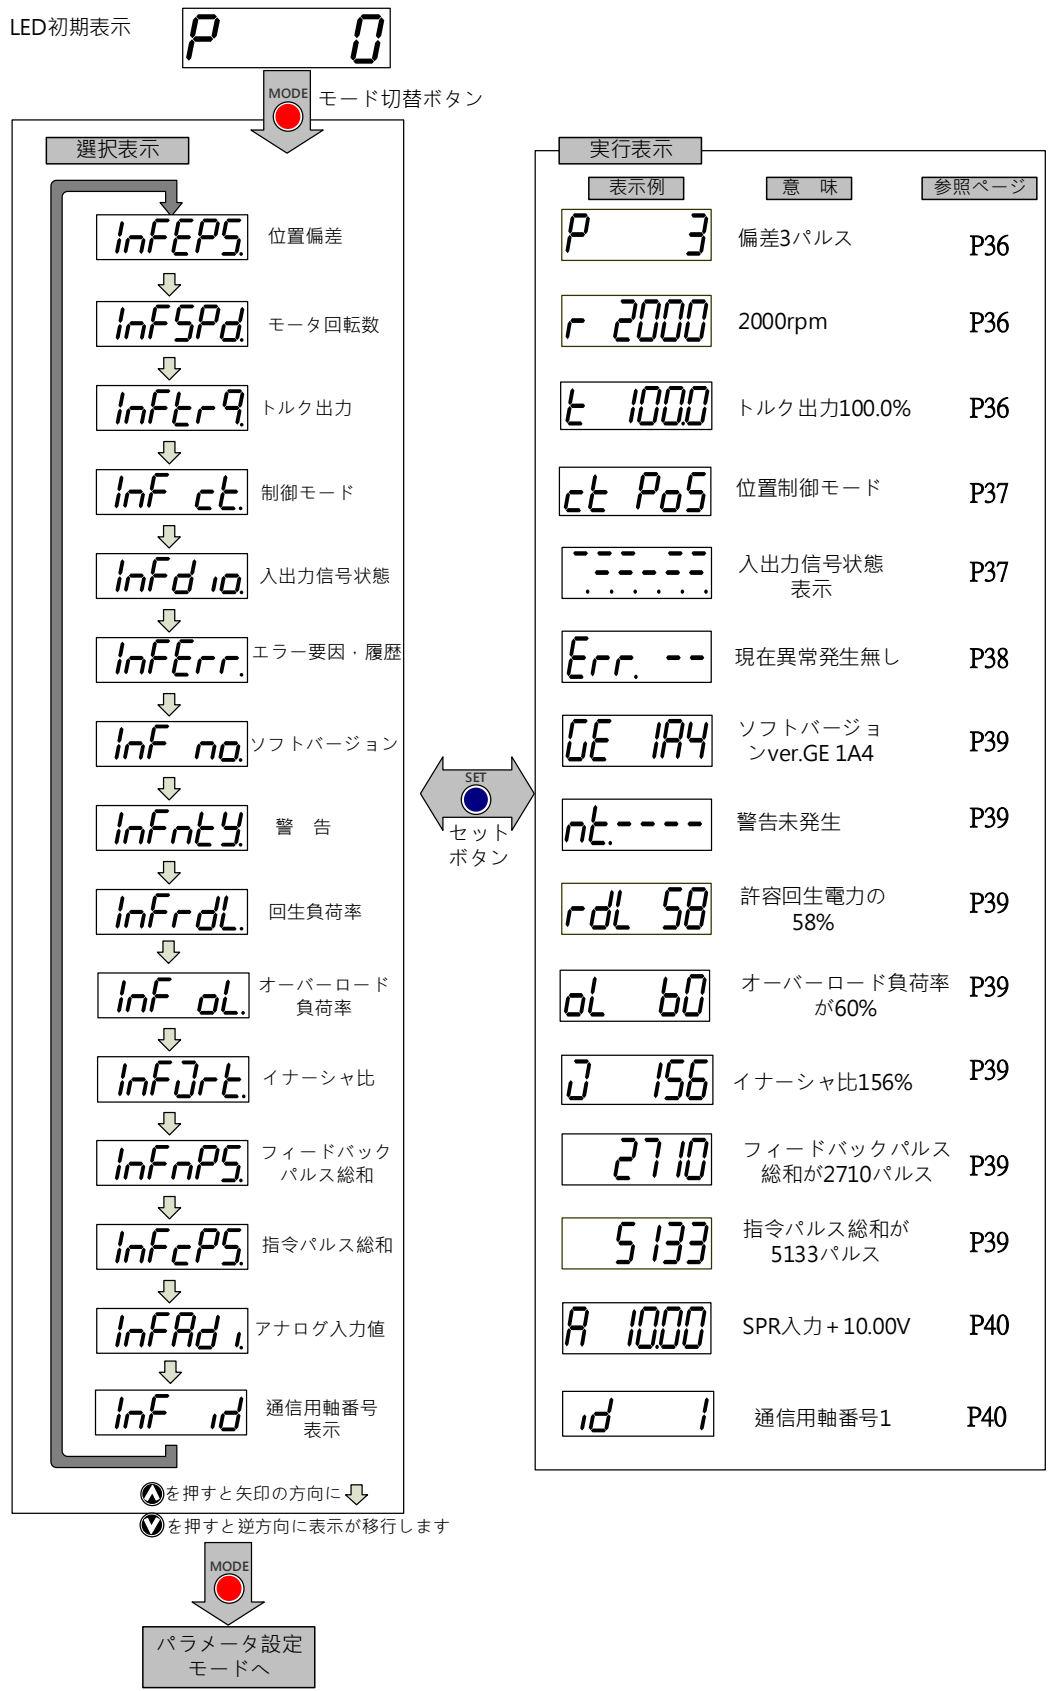 LED初期表示
P 0
MODE
モード切替ボタン
選択表示
InFEPS.
位置偏差
InFSPd.
モータ回転数
InFtrq.
トルク出力
InF ct.
制御モード
InFd io.
入出力信号状態
InFErr.
エラー要因・履歴
InF no.
ソフトバージョン
InFnty.
警 告
InFrdL.
回生負荷率
InF oL.
オーバーロード
負荷率
InFJrt.
イナーシャ比
InFnPS.
フィードバック
パルス総和
InFcPS.
指令パルス総和
InFAd i.
アナログ入力値
InF id
通信用軸番号
表示
を押すと矢印の方向に
を押すと逆方向に表示が移行します
MODE
パラメータ設定
モードへ
SET
セット
ボタン
実行表示
表示例
意 味
参照ページ
P 3
偏差3パルス
P36
r 2000
2000rpm
P36
t 100.0
トルク出力100.0%
P36
ct PoS
位置制御モード
P37
入出力信号状態
表示
P37
Err. --
現在異常発生無し
P38
GE 1A4
ソフトバージョ
ンver.GE 1A4
P39
nt.----
警告未発生
P39
rdL 58
許容回生電力の
58%
P39
oL 60
オーバーロード負荷率
が60%
P39
J 156
イナーシャ比156%
P39
2710
フィードバックパルス
総和が2710パルス
P39
5133
指令パルス総和が
5133パルス
P39
A 10.00
SPR入力+10.00V
P40
id 1
通信用軸番号1
P40